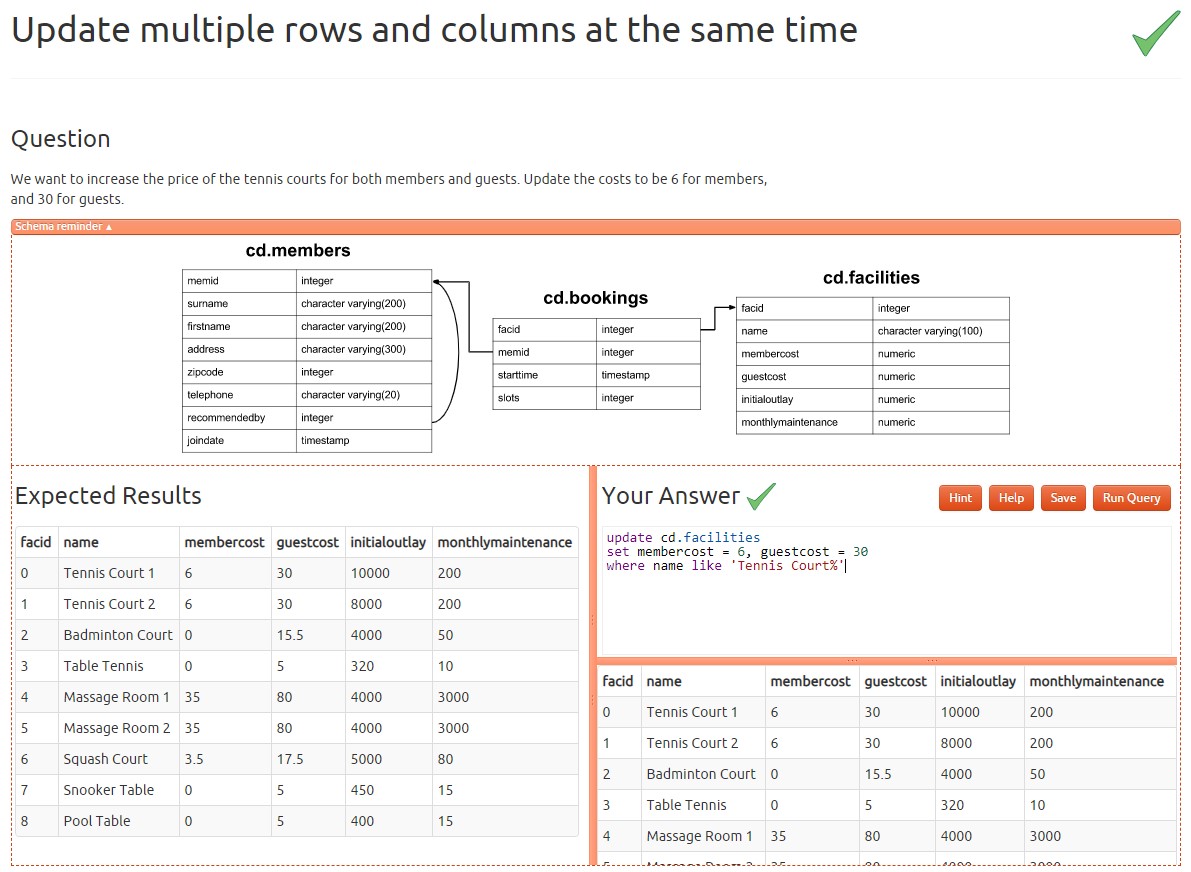 Update multiple rows and columns at the same time
Question
We want to increase the price of the tennis courts for both members and guests. Update the costs to be 6 for members,
and 30 for guests.
Schema reminder ▲
cd.members
memid integer
surname character varying(200)
firstname character varying(200)
address character varying(300)
zipcode integer
telephone character varying(20)
recommendedby integer
joindate timestamp
cd.bookings
facid integer
memid integer
starttime timestamp
slots integer
cd.facilities
facid integer
name character varying(100)
membercost numeric
guestcost numeric
initialoutlay numeric
monthlymaintenance numeric
Expected Results
facid name membercost guestcost initialoutlay monthlymaintenance
0 Tennis Court 1 6 30 10000 200
1 Tennis Court 2 6 30 8000 200
2 Badminton Court 0 15.5 4000 50
3 Table Tennis 0 5 320 10
4 Massage Room 1 35 80 4000 3000
5 Massage Room 2 35 80 4000 3000
6 Squash Court 3.5 17.5 5000 80
7 Snooker Table 0 5 450 15
8 Pool Table 0 5 400 15
Your Answer
Hint Help Save Run Query
update cd.facilities
set membercost = 6, guestcost = 30
where name like 'Tennis Court%'
facid name membercost guestcost initialoutlay monthlymaintenance
0 Tennis Court 1 6 30 10000 200
1 Tennis Court 2 6 30 8000 200
2 Badminton Court 0 15.5 4000 50
3 Table Tennis 0 5 320 10
4 Massage Room 1 35 80 4000 3000